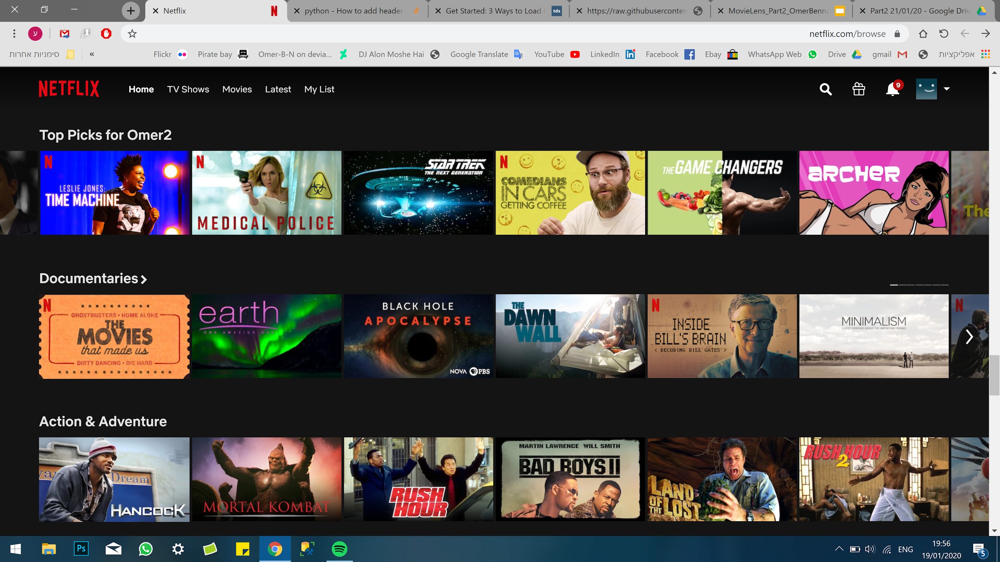 Netflix
python - How to add header
Get Started: 3 Ways to Load
https://raw.githubuserconten
MovieLens_Part2_OmerBenna
Part2 21/01/20 - Google Driv
tds
ע
netflix.com/browse
סימניות אחרות
«
Flickr
Pirate bay
Omer-B-N on devia...
DJ Alon Moshe Hai
Google Translate
YouTube
LinkedIn
Facebook
Ebay
WhatsApp Web
Drive
gmail
אפליקציות
NETFLIX
Home
TV Shows
Movies
Latest
My List
9
Top Picks for Omer2
N
LESLIE JONES:
TIME MACHINE
N
MEDICAL POLICE
STAR TREK
THE NEXT GENERATION
N
COMEDIANS
IN CARS
GETTING COFFEE
THE GAME CHANGERS
ARCHER
The
Documentaries
N
GHOSTBUSTERS • HOME ALONE
THE
MOVIES
that made us
DIRTY DANCING • DIE HARD
earth
ONE AMAZING DAY
BLACK HOLE
APOCALYPSE
NOVA PBS
THE
DAWN
WALL
N
INSIDE
BILL'S BRAIN
< DECODING BILL GATES >
MINIMALISM
A DOCUMENTARY ABOUT THE IMPORTANT THINGS
N
Action & Adventure
Dream
HANCOCK
MORTAL KOMBAT
RUSH
HOUR
MARTIN LAWRENCE WILL SMITH
BAD BOYS II
LAND
OF THE LOST
RUSH HOUR
2
Ps
ENG
19:56
19/01/2020
5